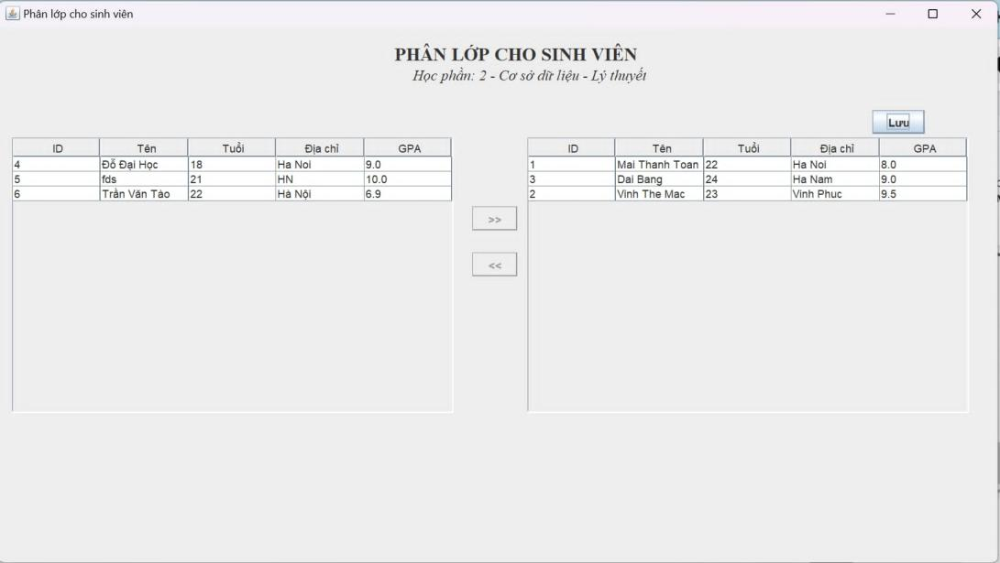 Phân lớp cho sinh viên
PHÂN LỚP CHO SINH VIÊN
Học phần: 2 - Cơ sở dữ liệu - Lý thuyết
Lưu
ID Tên Tuổi Địa chỉ GPA
4 Đỗ Đại Học 18 Ha Noi 9.0
5 fds 21 HN 10.0
6 Trần Văn Tảo 22 Hà Nội 6.9
>>
<<
ID Tên Tuổi Địa chỉ GPA
1 Mai Thanh Toan 22 Ha Noi 8.0
3 Dai Bang 24 Ha Nam 9.0
2 Vinh The Mac 23 Vinh Phuc 9.5